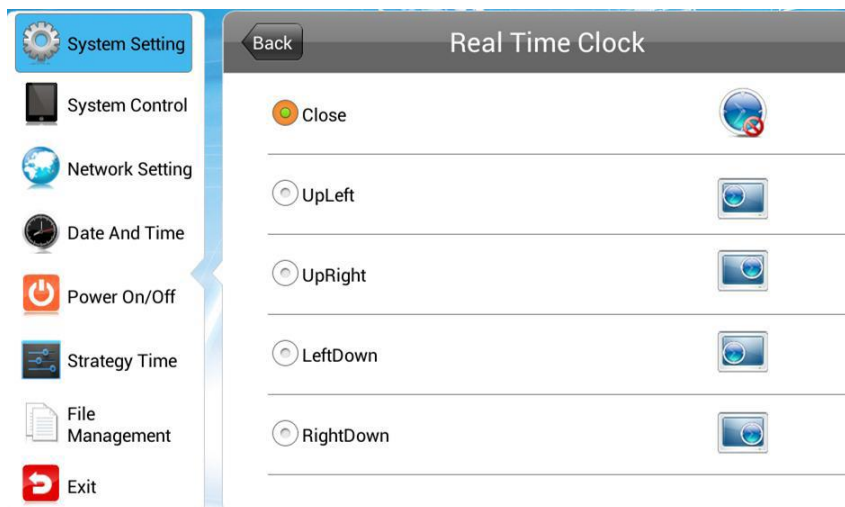 System Setting
System Control
Network Setting
Date And Time
Power On/Off
Strategy Time
File
Management
Exit
Back
Real Time Clock
Close
UpLeft
UpRight
LeftDown
RightDown